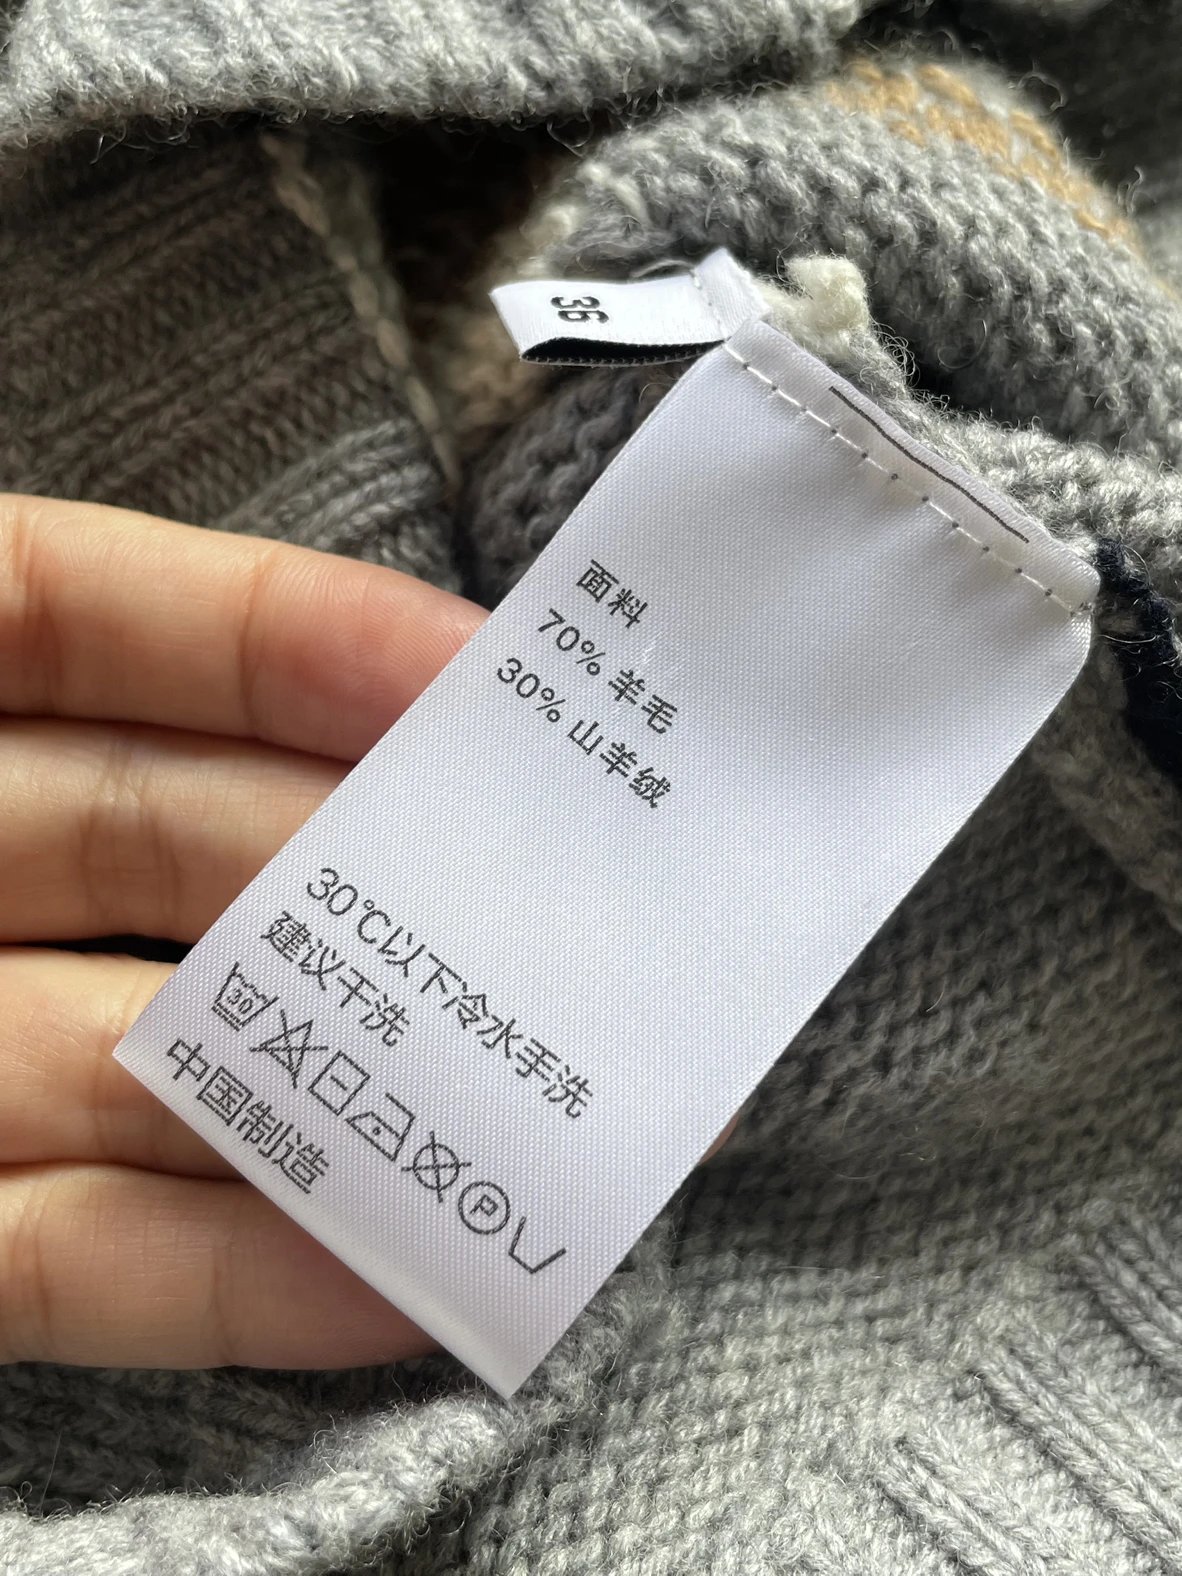 36
面料
70% 羊毛
30% 山羊绒
30℃以下冷水手洗
建议干洗
30
P
中国制造